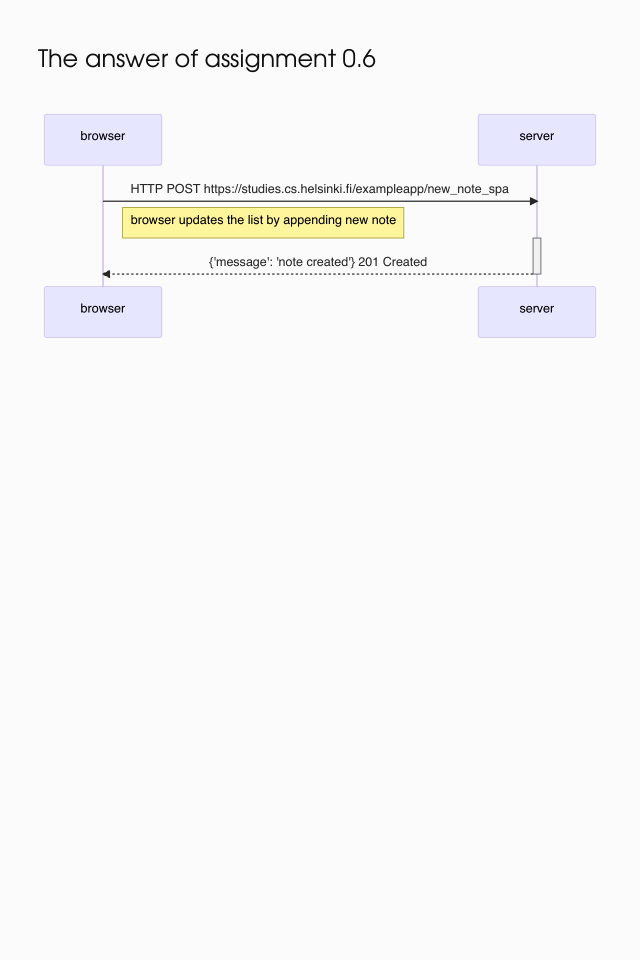 The answer of assignment 0.6
browser
server
HTTP POST https://studies.cs.helsinki.fi/exampleapp/new_note_spa
browser updates the list by appending new note
{'message': 'note created'} 201 Created
browser
server